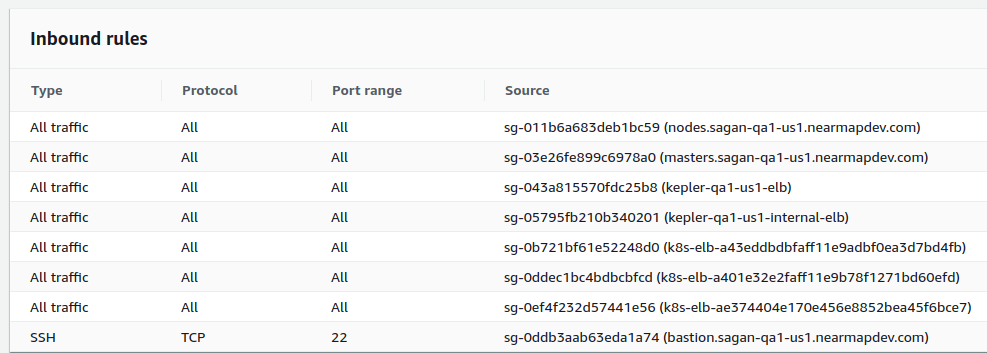 Inbound rules
Type Protocol Port range Source
All traffic All All sg-011b6a683deb1bc59 (nodes.sagan-qa1-us1.nearmapdev.com)
All traffic All All sg-03e26fe899c6978a0 (masters.sagan-qa1-us1.nearmapdev.com)
All traffic All All sg-043a815570fdc25b8 (kepler-qa1-us1-elb)
All traffic All All sg-05795fb210b340201 (kepler-qa1-us1-internal-elb)
All traffic All All sg-0b721bf61e52248d0 (k8s-elb-a43eddbdbfaff11e9adbf0ea3d7bd4fb)
All traffic All All sg-0ddec1bc4bdbcbfcd (k8s-elb-a401e32e2faff11e9b78f1271bd60efd)
All traffic All All sg-0ef4f232d57441e56 (k8s-elb-ae374404e170e456e8852bea45f6bce7)
SSH TCP 22 sg-0ddb3aab63eda1a74 (bastion.sagan-qa1-us1.nearmapdev.com)